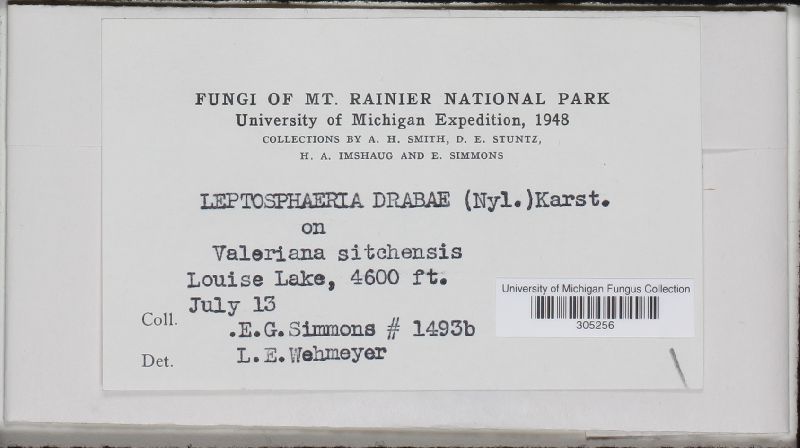 FUNGI OF MT. RAINIER NATIONAL PARK
University of Michigan Expedition, 1948
COLLECTIONS BY A. H. SMITH, D. E. STUNTZ,
H. A. IMSHAUG AND E. SIMMONS
LEPTOSPHAERIA DRABAE (Nyl.)Karst.
on
Valeriana sitchensis
Louise Lake, 4600 ft.
July 13
Coll. .E.G.Simmons # 1493b
Det. L.E.Wehmeyer
University of Michigan Fungus Collection
305256